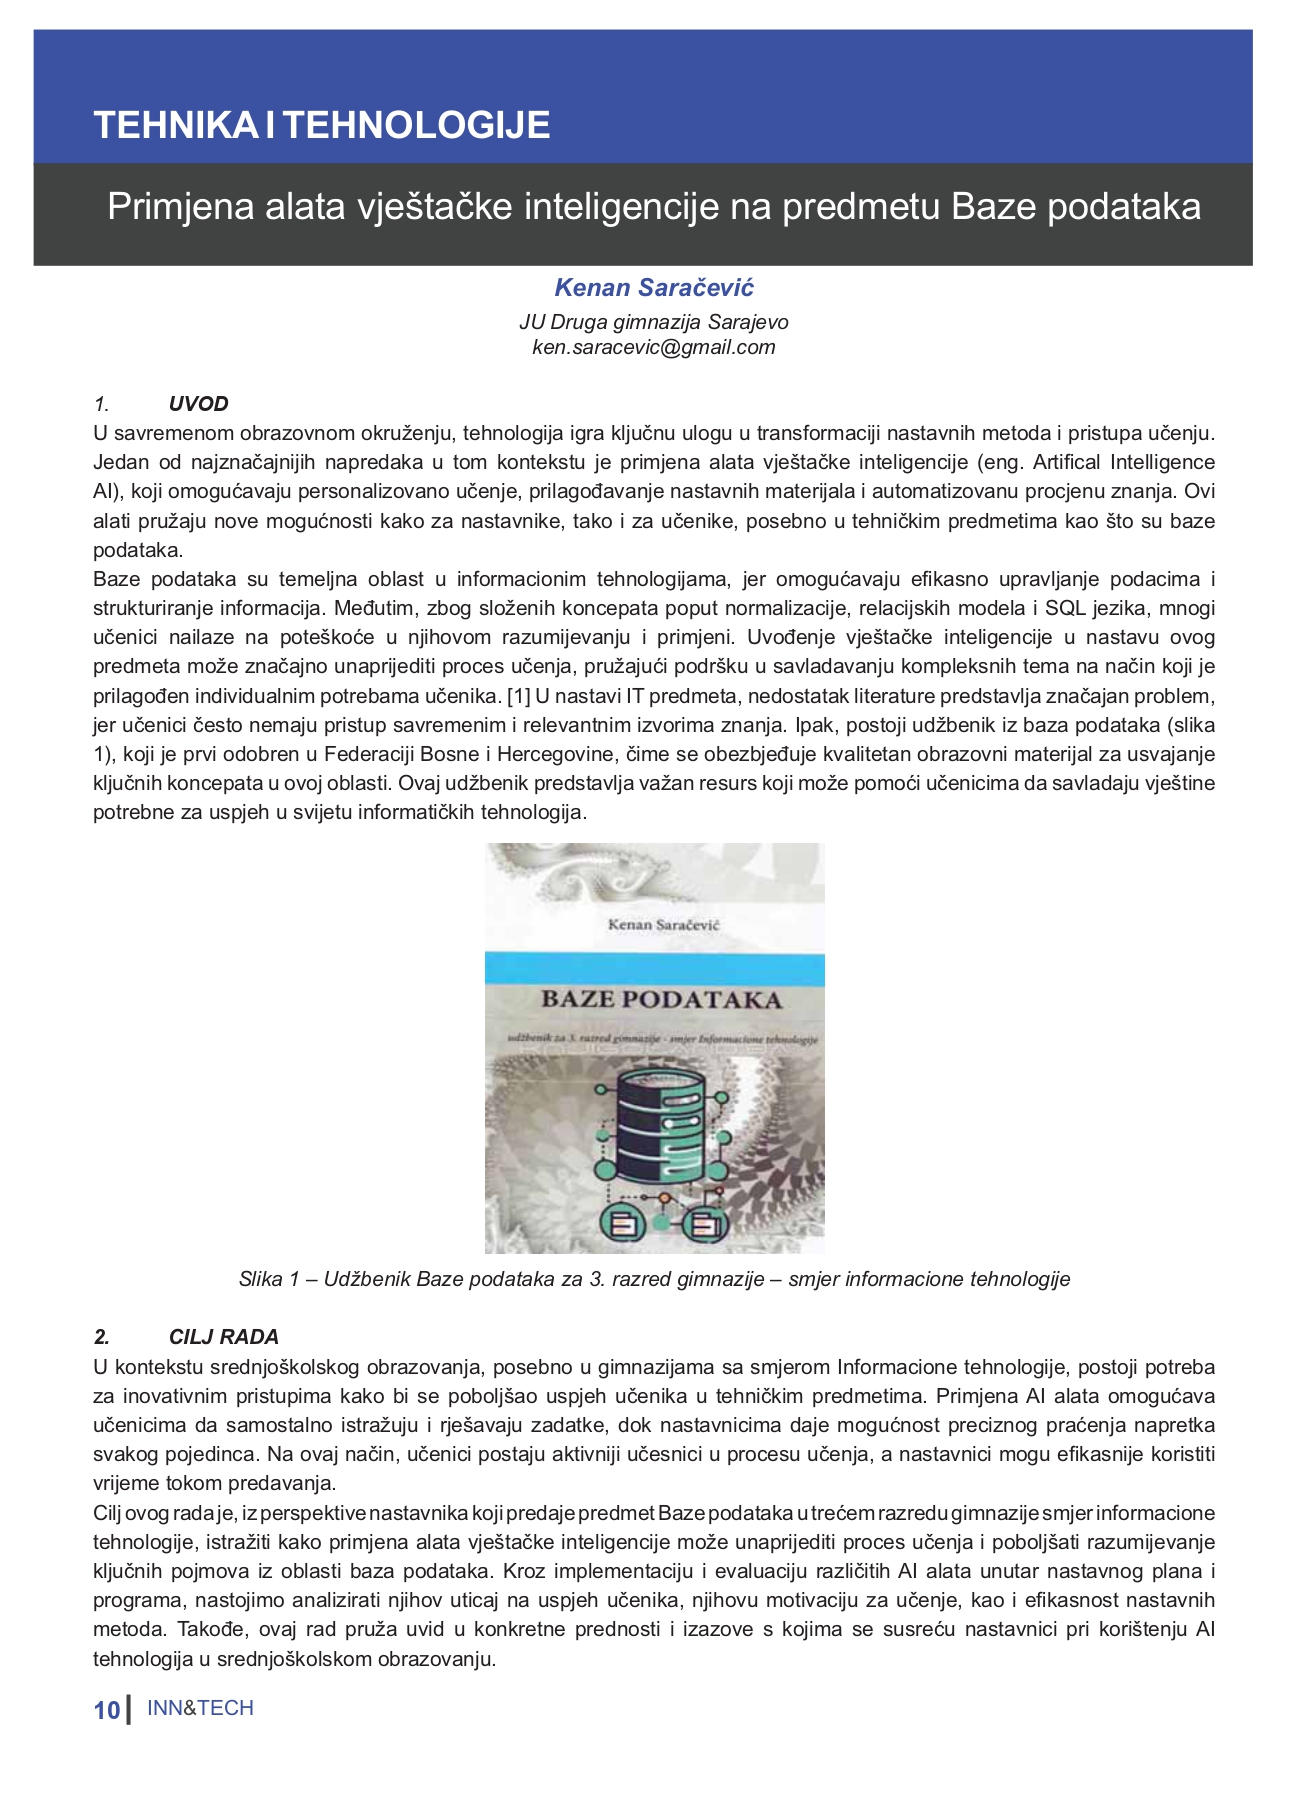 TEHNIKA I TEHNOLOGIJE
Primjena alata vještačke inteligencije na predmetu Baze podataka
Kenan Saračević
JU Druga gimnazija Sarajevo
ken.saracevic@gmail.com
1. UVOD
U savremenom obrazovnom okruženju, tehnologija igra ključnu ulogu u transformaciji nastavnih metoda i pristupa učenju.
Jedan od najznačajnijih napredaka u tom kontekstu je primjena alata vještačke inteligencije (eng. Artifical Intelligence
AI), koji omogućavaju personalizovano učenje, prilagođavanje nastavnih materijala i automatizovanu procjenu znanja. Ovi
alati pružaju nove mogućnosti kako za nastavnike, tako i za učenike, posebno u tehničkim predmetima kao što su baze
podataka.
Baze podataka su temeljna oblast u informacionim tehnologijama, jer omogućavaju efikasno upravljanje podacima i
strukturiranje informacija. Međutim, zbog složenih koncepata poput normalizacije, relacijskih modela i SQL jezika, mnogi
učenici nailaze na poteškoće u njihovom razumijevanju i primjeni. Uvođenje vještačke inteligencije u nastavu ovog
predmeta može značajno unaprijediti proces učenja, pružajući podršku u savladavanju kompleksnih tema na način koji je
prilagođen individualnim potrebama učenika. [1] U nastavi IT predmeta, nedostatak literature predstavlja značajan problem,
jer učenici često nemaju pristup savremenim i relevantnim izvorima znanja. Ipak, postoji udžbenik iz baza podataka (slika
1), koji je prvi odobren u Federaciji Bosne i Hercegovine, čime se obezbjeđuje kvalitetan obrazovni materijal za usvajanje
ključnih koncepata u ovoj oblasti. Ovaj udžbenik predstavlja važan resurs koji može pomoći učenicima da savladaju vještine
potrebne za uspjeh u svijetu informatičkih tehnologija.
Kenan Saračević
BAZE PODATAKA
udžbenik za 3. razred gimnazije - smjer Informacione tehnologije
Slika 1 – Udžbenik Baze podataka za 3. razred gimnazije – smjer informacione tehnologije
2. CILJ RADA
U kontekstu srednjoškolskog obrazovanja, posebno u gimnazijama sa smjerom Informacione tehnologije, postoji potreba
za inovativnim pristupima kako bi se poboljšao uspjeh učenika u tehničkim predmetima. Primjena AI alata omogućava
učenicima da samostalno istražuju i rješavaju zadatke, dok nastavnicima daje mogućnost preciznog praćenja napretka
svakog pojedinca. Na ovaj način, učenici postaju aktivniji učesnici u procesu učenja, a nastavnici mogu efikasnije koristiti
vrijeme tokom predavanja.
Cilj ovog rada je, iz perspektive nastavnika koji predaje predmet Baze podataka u trećem razredu gimnazije smjer informacione
tehnologije, istražiti kako primjena alata vještačke inteligencije može unaprijediti proces učenja i poboljšati razumijevanje
ključnih pojmova iz oblasti baza podataka. Kroz implementaciju i evaluaciju različitih AI alata unutar nastavnog plana i
programa, nastojimo analizirati njihov uticaj na uspjeh učenika, njihovu motivaciju za učenje, kao i efikasnost nastavnih
metoda. Takođe, ovaj rad pruža uvid u konkretne prednosti i izazove s kojima se susreću nastavnici pri korištenju AI
tehnologija u srednjoškolskom obrazovanju.
10 INN&TECH